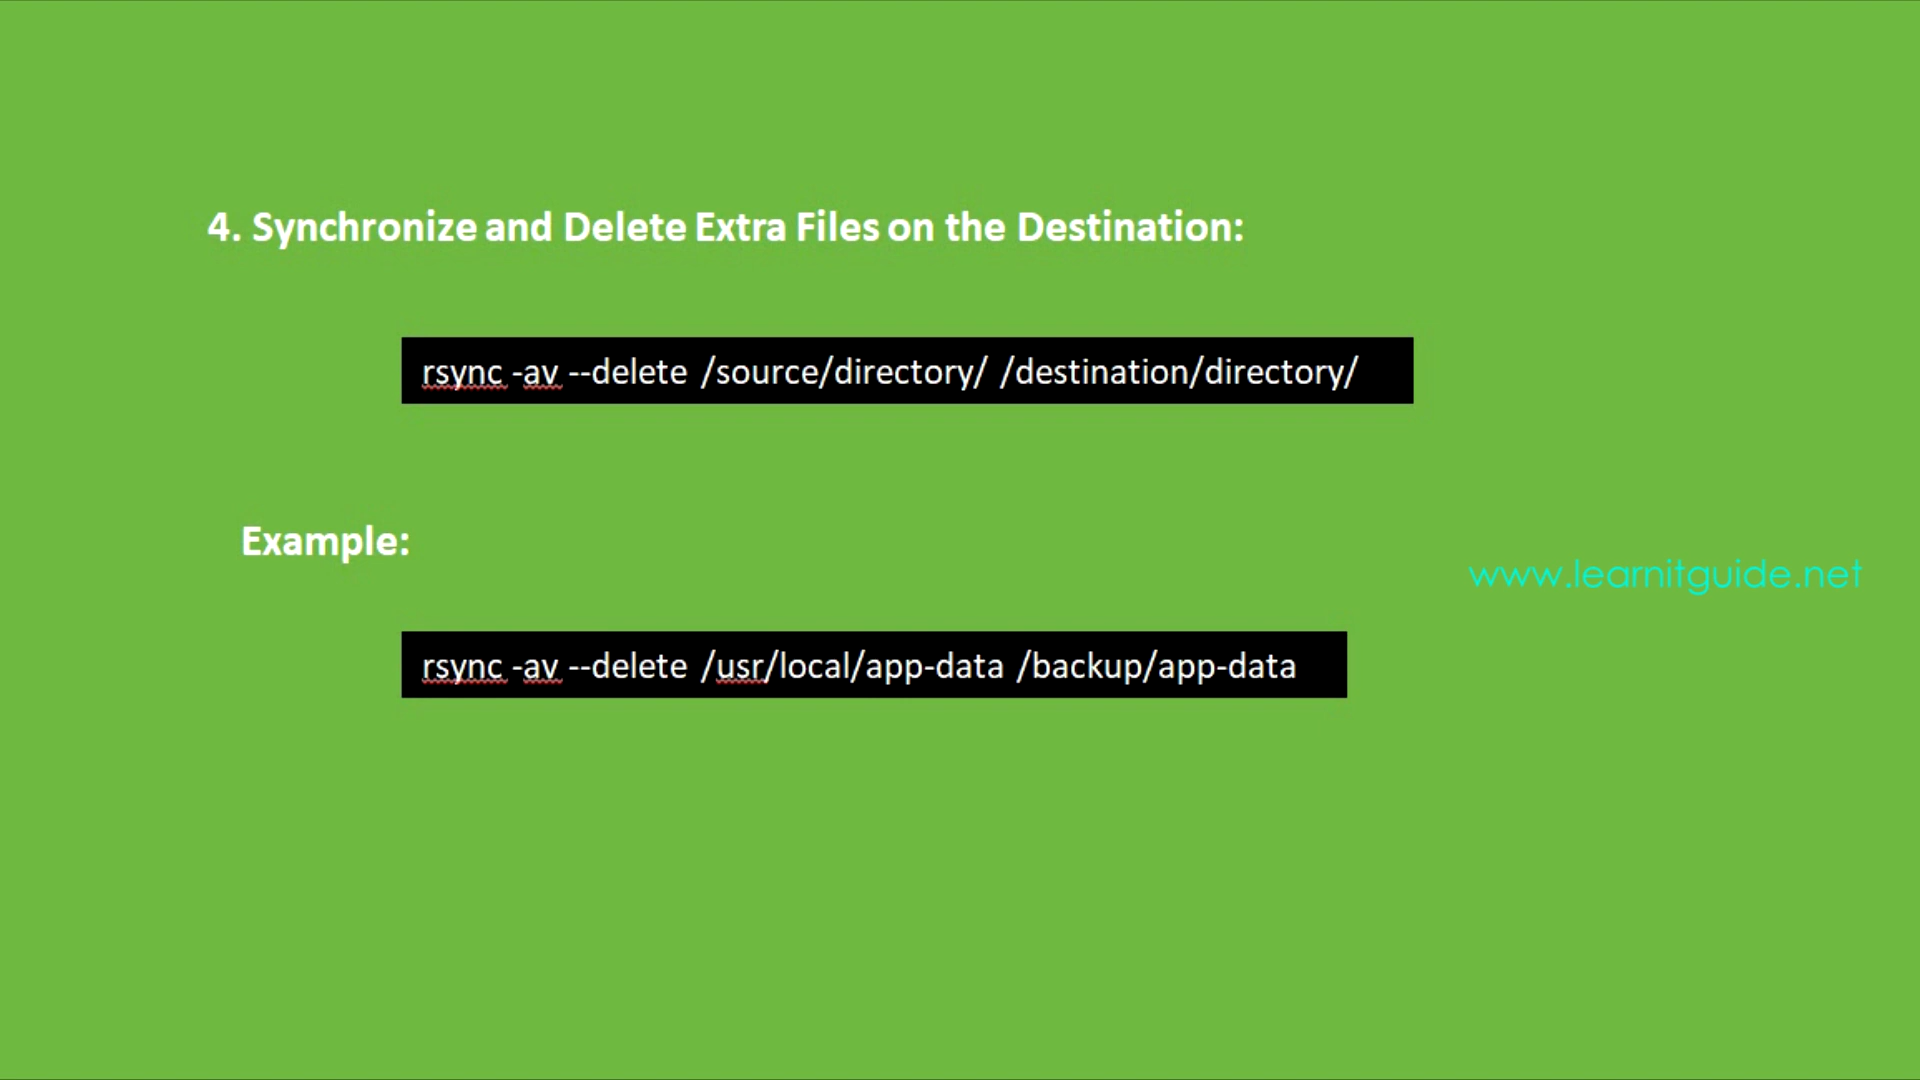 4. Synchronize and Delete Extra Files on the Destination:
rsync -av --delete /source/directory/ /destination/directory/
Example:
www.learnitguide.net
rsync -av --delete /usr/local/app-data /backup/app-data